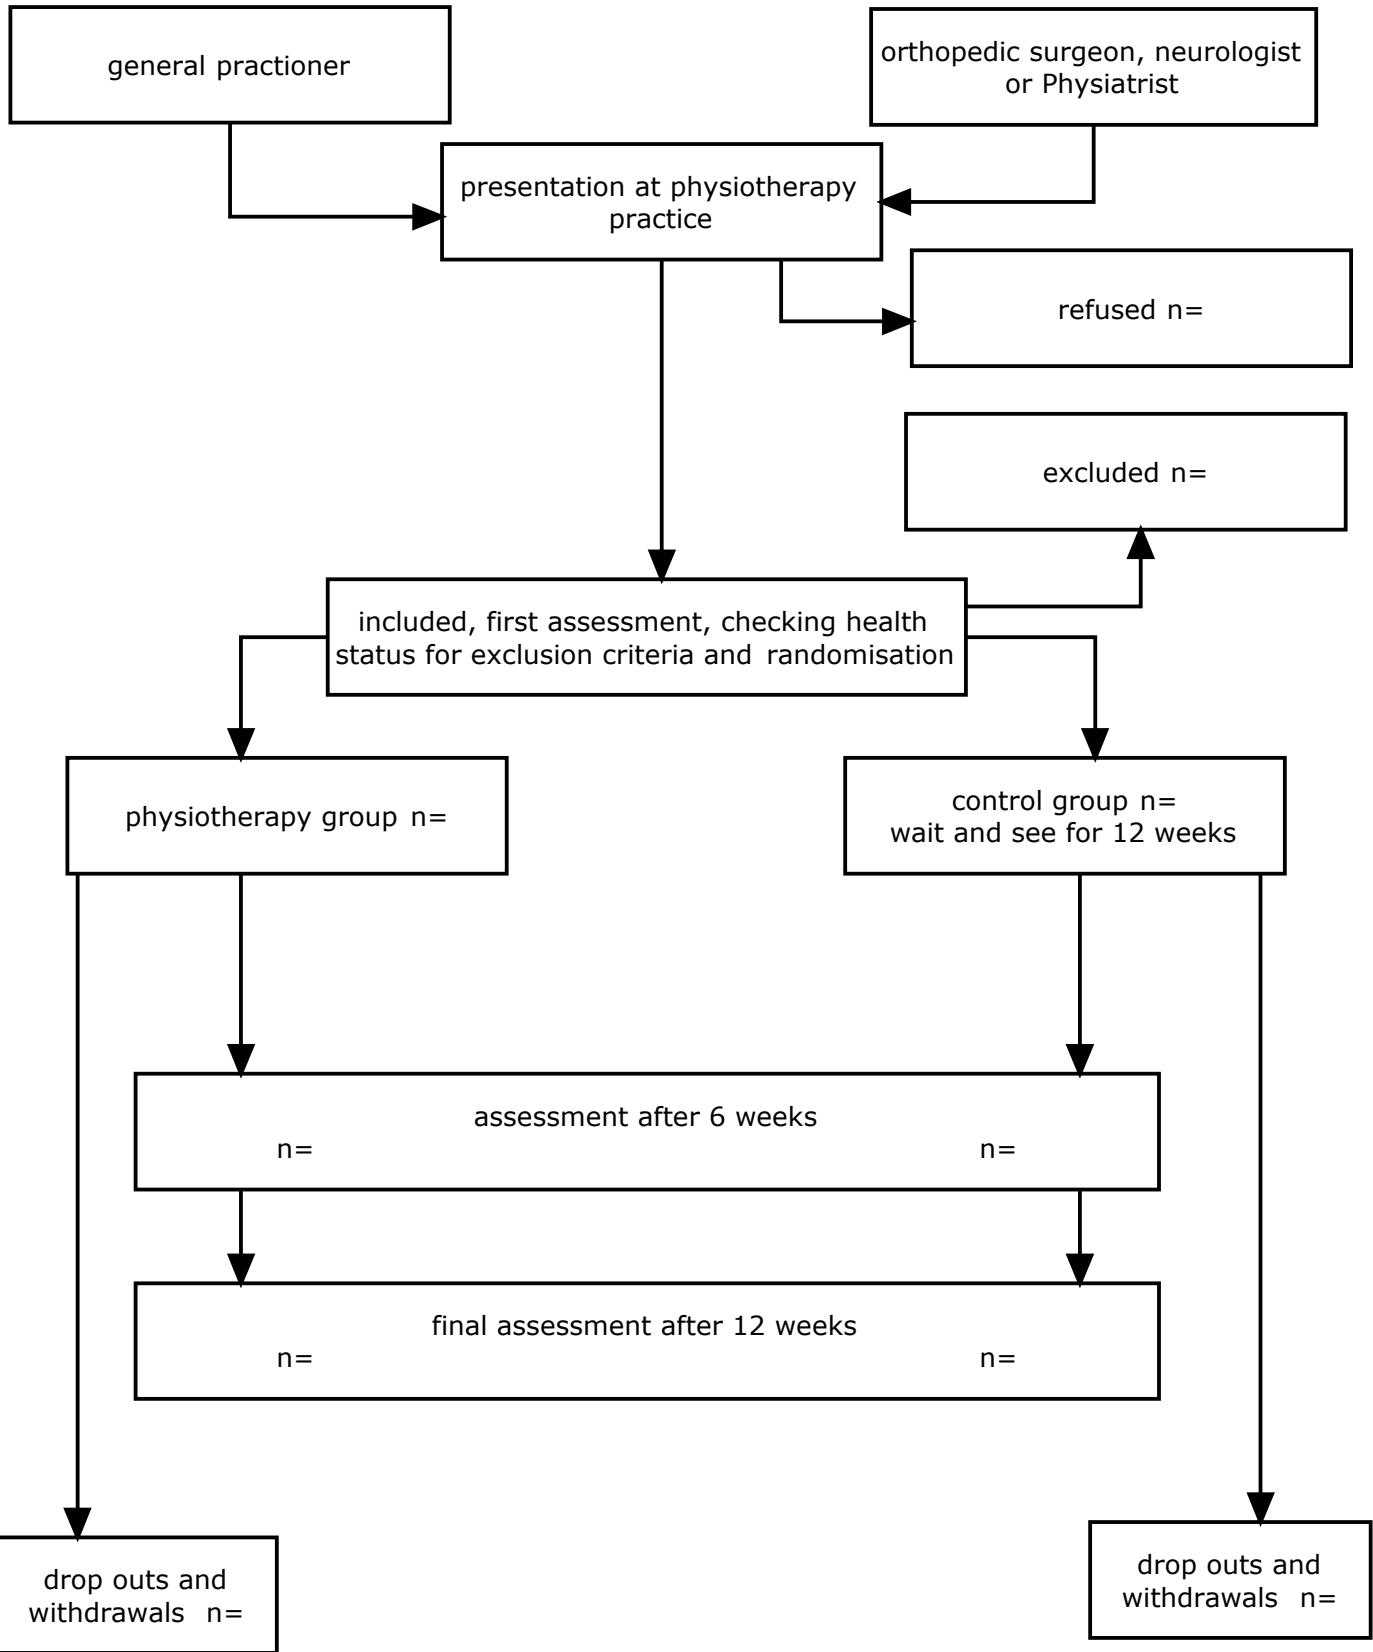 general practioner
orthopedic surgeon, neurologist
or Physiatrist
presentation at physiotherapy
practice
refused n=
excluded n=
included, first assessment, checking health
status for exclusion criteria and randomisation
physiotherapy group n=
control group n=
wait and see for 12 weeks
assessment after 6 weeks
n= n=
final assessment after 12 weeks
n= n=
drop outs and
withdrawals n=
drop outs and
withdrawals n=